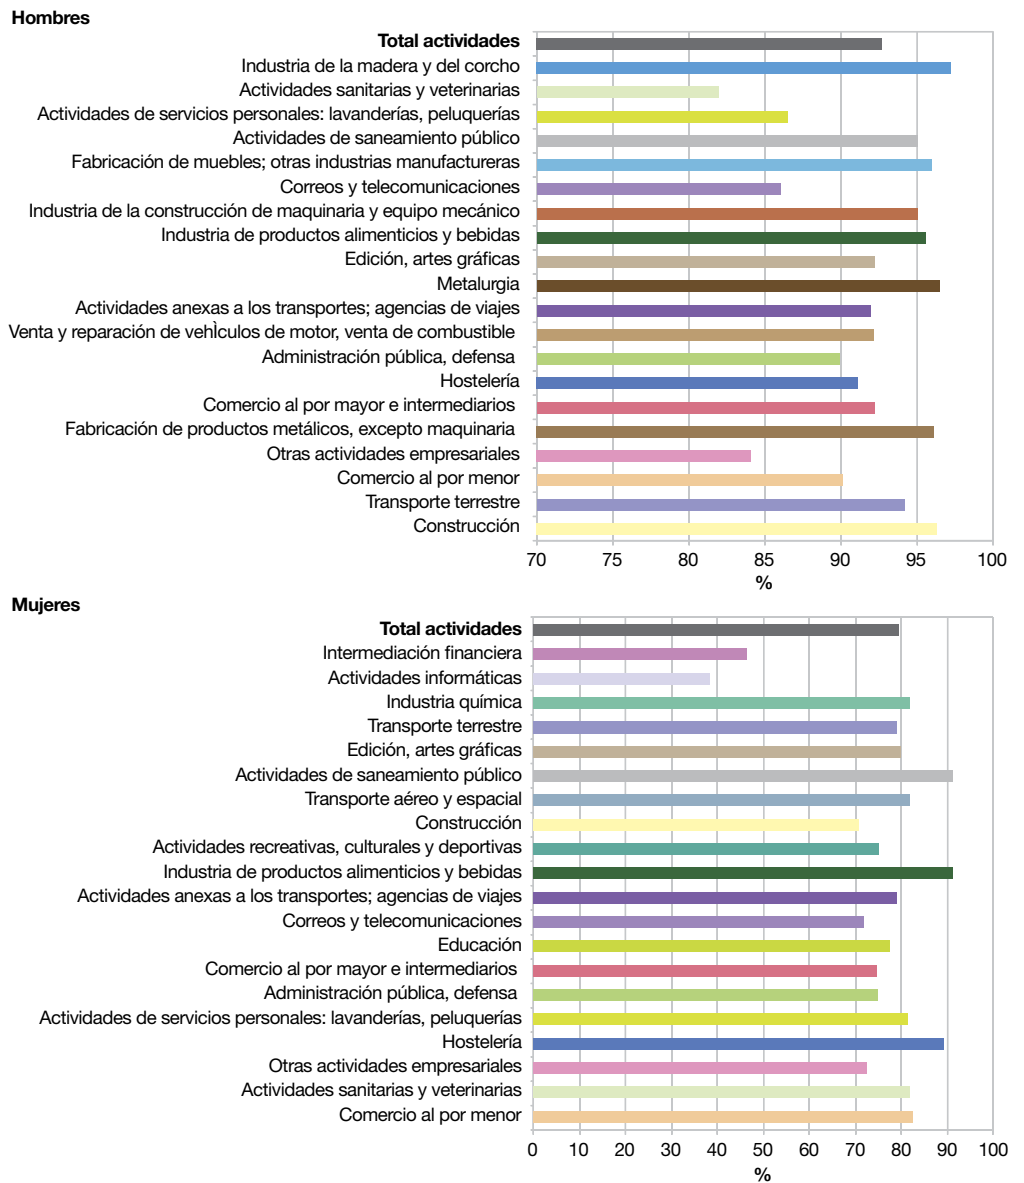 Hombres
Total actividades
Industria de la madera y del corcho
Actividades sanitarias y veterinarias
Actividades de servicios personales: lavanderías, peluquerías
Actividades de saneamiento público
Fabricación de muebles; otras industrias manufactureras
Correos y telecomunicaciones
Industria de la construcción de maquinaria y equipo mecánico
Industria de productos alimenticios y bebidas
Edición, artes gráficas
Metalurgia
Actividades anexas a los transportes; agencias de viajes
Venta y reparación de vehÌculos de motor, venta de combustible
Administración pública, defensa
Hostelería
Comercio al por mayor e intermediarios
Fabricación de productos metálicos, excepto maquinaria
Otras actividades empresariales
Comercio al por menor
Transporte terrestre
Construcción
70 75 80 85 90 95 100
%
Mujeres
Total actividades
Intermediación financiera
Actividades informáticas
Industria química
Transporte terrestre
Edición, artes gráficas
Actividades de saneamiento público
Transporte aéreo y espacial
Construcción
Actividades recreativas, culturales y deportivas
Industria de productos alimenticios y bebidas
Actividades anexas a los transportes; agencias de viajes
Correos y telecomunicaciones
Educación
Comercio al por mayor e intermediarios
Administración pública, defensa
Actividades de servicios personales: lavanderías, peluquerías
Hostelería
Otras actividades empresariales
Actividades sanitarias y veterinarias
Comercio al por menor
0 10 20 30 40 50 60 70 80 90 100
%